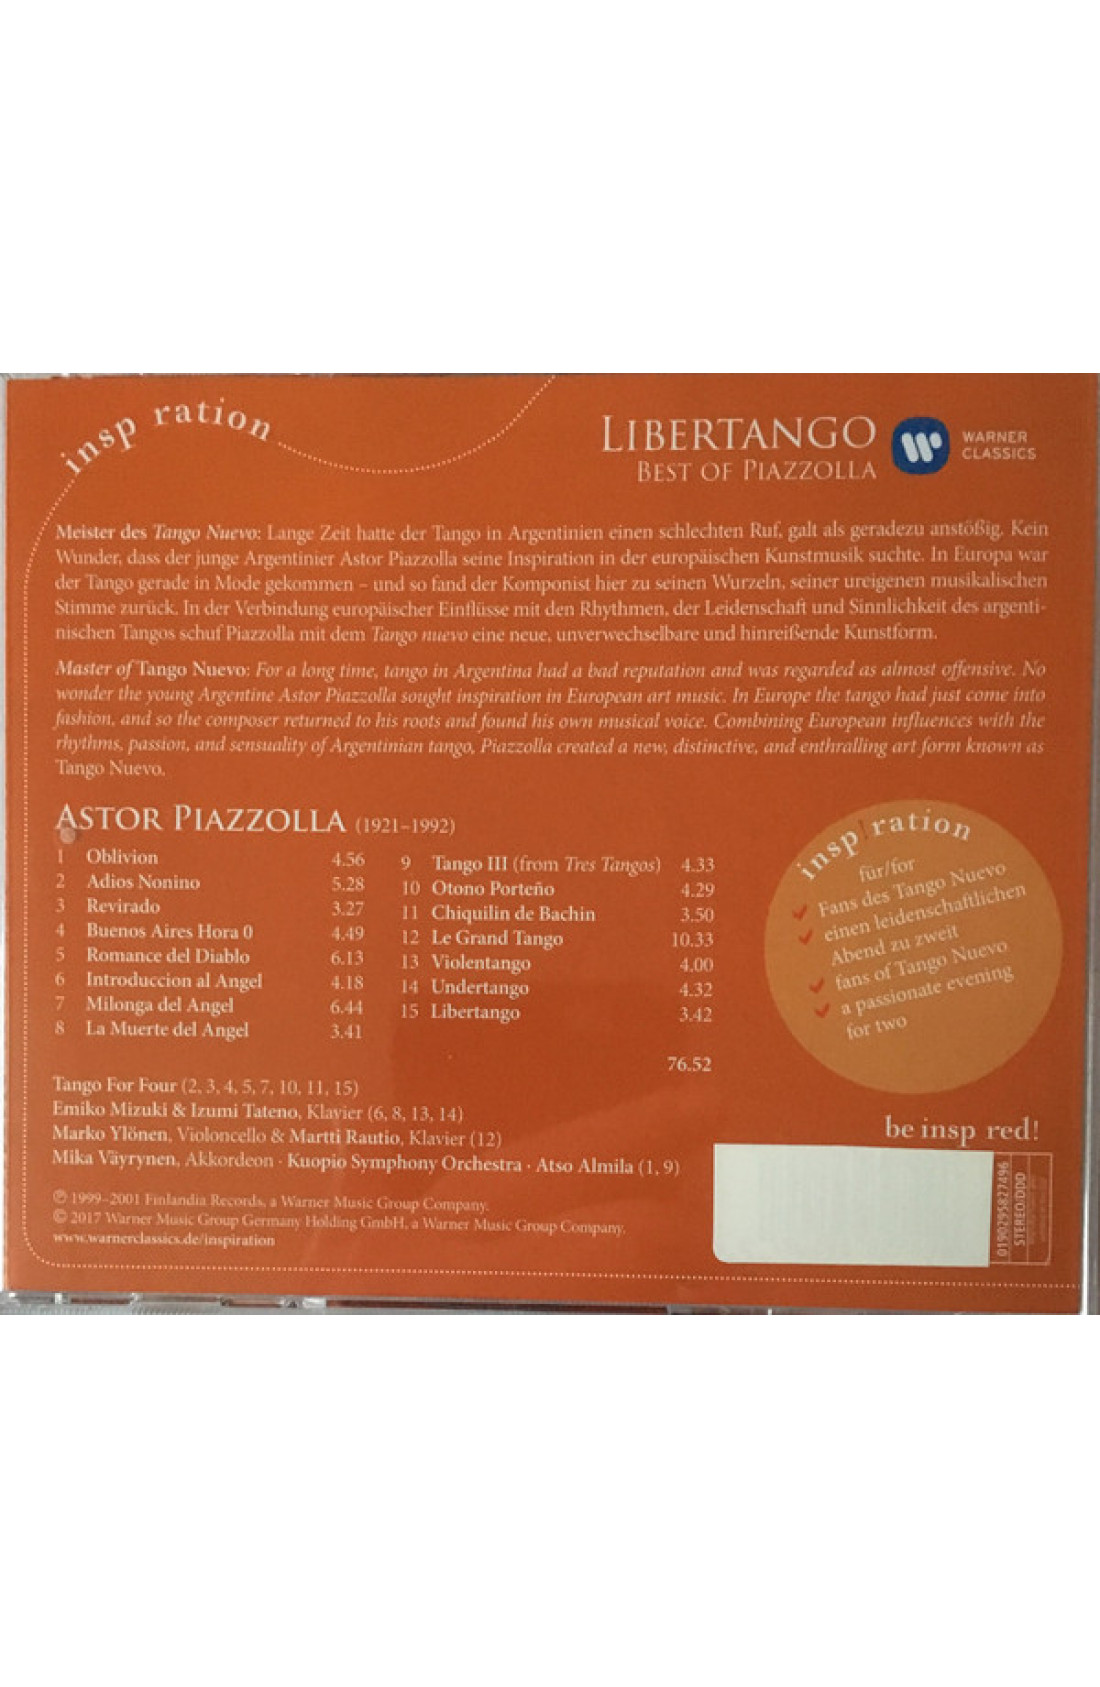 insp ration
LIBERTANGO
BEST OF PIAZZOLLA
WARNER
CLASSICS
Meister des Tango Nuevo: Lange Zeit hatte der Tango in Argentinien einen schlechten Ruf, galt als geradezu anstößig. Kein
Wunder, dass der junge Argentinier Astor Piazzolla seine Inspiration in der europäischen Kunstmusik suchte. In Europa war
der Tango gerade in Mode gekommen – und so fand der Komponist hier zu seinen Wurzeln, seiner ureigenen musikalischen
Stimme zurück. In der Verbindung europäischer Einflüsse mit den Rhythmen, der Leidenschaft und Sinnlichkeit des argenti-
nischen Tangos schuf Piazzolla mit dem Tango nuevo eine neue, unverwechselbare und hinreißende Kunstform.
Master of Tango Nuevo: For a long time, tango in Argentina had a bad reputation and was regarded as almost offensive. No
wonder the young Argentine Astor Piazzolla sought inspiration in European art music. In Europe the tango had just come into
fashion, and so the composer returned to his roots and found his own musical voice. Combining European influences with the
rhythms, passion, and sensuality of Argentinian tango, Piazzolla created a new, distinctive, and enthralling art form known as
Tango Nuevo.
ASTOR PIAZZOLLA (1921–1992)
1 Oblivion 4.56
2 Adios Nonino 5.28
3 Revirado 3.27
4 Buenos Aires Hora 0 4.49
5 Romance del Diablo 6.13
6 Introduccion al Angel 4.18
7 Milonga del Angel 6.44
8 La Muerte del Angel 3.41
9 Tango III (from Tres Tangos) 4.33
10 Otono Porteño 4.29
11 Chiquilin de Bachin 3.50
12 Le Grand Tango 10.33
13 Violentango 4.00
14 Undertango 4.32
15 Libertango 3.42
76.52
insp!ration
für/for
Fans des Tango Nuevo
einen leidenschaftlichen
Abend zu zweit
fans of Tango Nuevo
a passionate evening
for two
Tango For Four (2, 3, 4, 5, 7, 10, 11, 15)
Emiko Mizuki & Izumi Tateno, Klavier (6, 8, 13, 14)
Marko Ylönen, Violoncello & Martti Rautio, Klavier (12)
Mika Väyrynen, Akkordeon · Kuopio Symphony Orchestra · Atso Almila (1, 9)
be insp red!
℗ 1999–2001 Finlandia Records, a Warner Music Group Company.
© 2017 Warner Music Group Germany Holding GmbH, a Warner Music Group Company.
www.warnerclassics.de/inspiration
0190295827496
STEREO/DDD